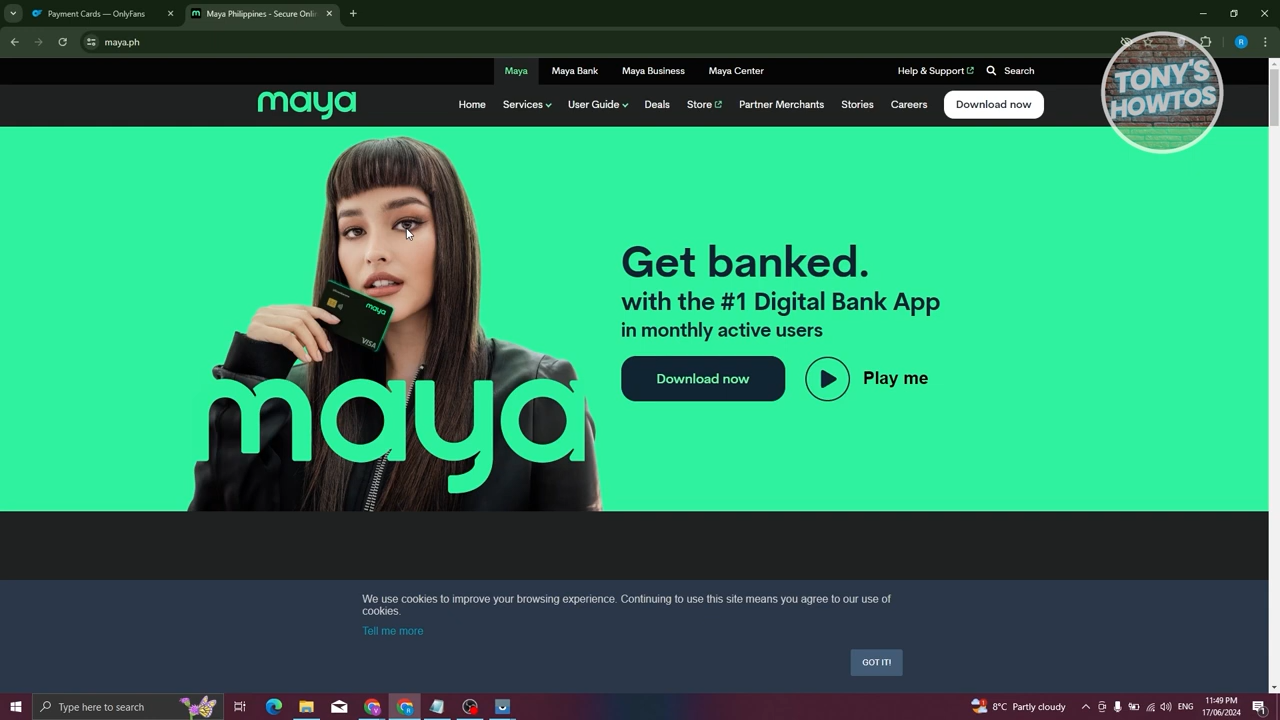 Payment Cards — OnlyFans
Maya Philippines - Secure Onli
maya.ph
Maya
Maya Bank
Maya Business
Maya Center
Help & Support
Search
TONY'S
HOWTOS
maya
Home
Services
User Guide
Deals
Store
Partner Merchants
Stories
Careers
Download now
Get banked.
with the #1 Digital Bank App
in monthly active users
Download now
Play me
maya
VISA
maya
We use cookies to improve your browsing experience. Continuing to use this site means you agree to our use of
cookies.
Tell me more
GOT IT!
Type here to search
8°C Partly cloudy
ENG
11:49 PM
17/06/2024